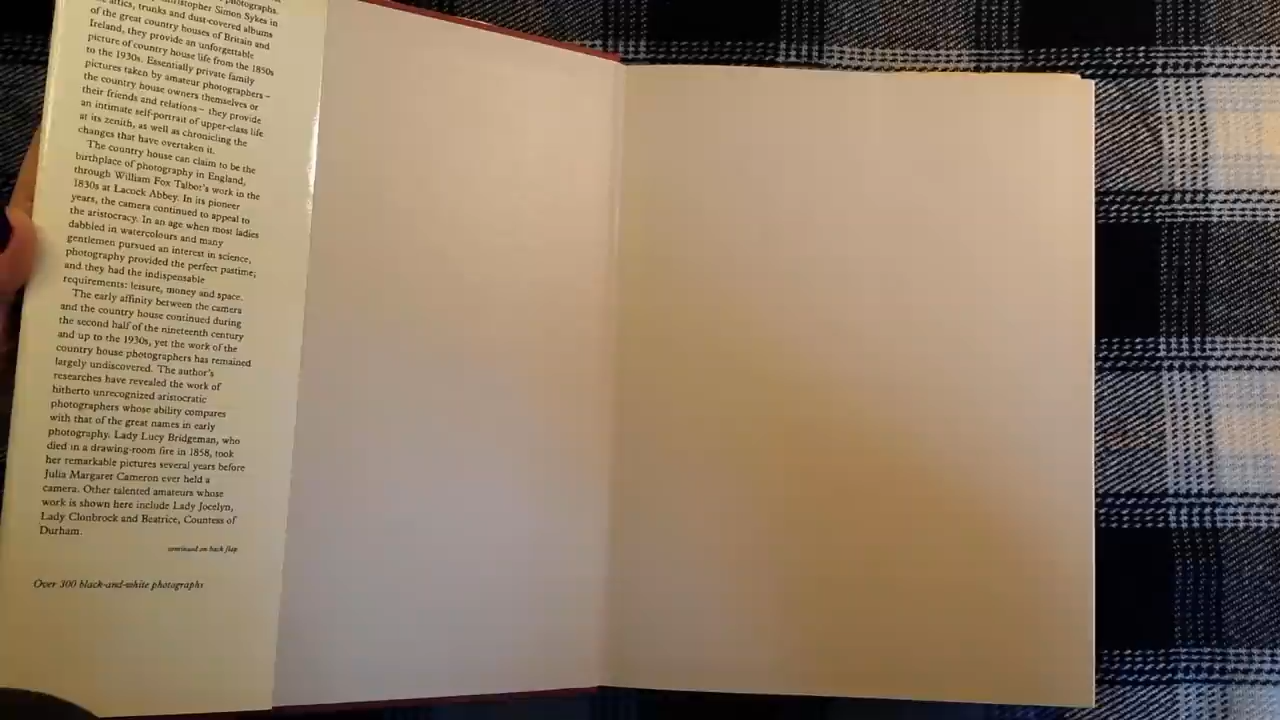 photographs.
Christopher Simon Sykes in
attics, trunks and dust-covered albums
of the great country houses of Britain and
Ireland, they provide an unforgettable
picture of country house life from the 1850s
to the 1930s. Essentially private family
pictures taken by amateur photographers –
the country house owners themselves or
their friends and relations – they provide
an intimate self-portrait of upper-class life
at its zenith, as well as chronicling the
changes that have overtaken it.
The country house can claim to be the
birthplace of photography in England,
through William Fox Talbot's work in the
1830s at Lacock Abbey. In its pioneer
years, the camera continued to appeal to
the aristocracy. In an age when most ladies
dabbled in watercolours and many
gentlemen pursued an interest in science,
photography provided the perfect pastime;
and they had the indispensable
requirements: leisure, money and space.
The early affinity between the camera
and the country house continued during
the second half of the nineteenth century
and up to the 1930s, yet the work of the
country house photographers has remained
largely undiscovered. The author's
researches have revealed the work of
hitherto unrecognized aristocratic
photographers whose ability compares
with that of the great names in early
photography. Lady Lucy Bridgeman, who
died in a drawing-room fire in 1858, took
her remarkable pictures several years before
Julia Margaret Cameron ever held a
camera. Other talented amateurs whose
work is shown here include Lady Jocelyn,
Lady Clonbrock and Beatrice, Countess of
Durham.
continued on back flap
Over 300 black-and-white photographs